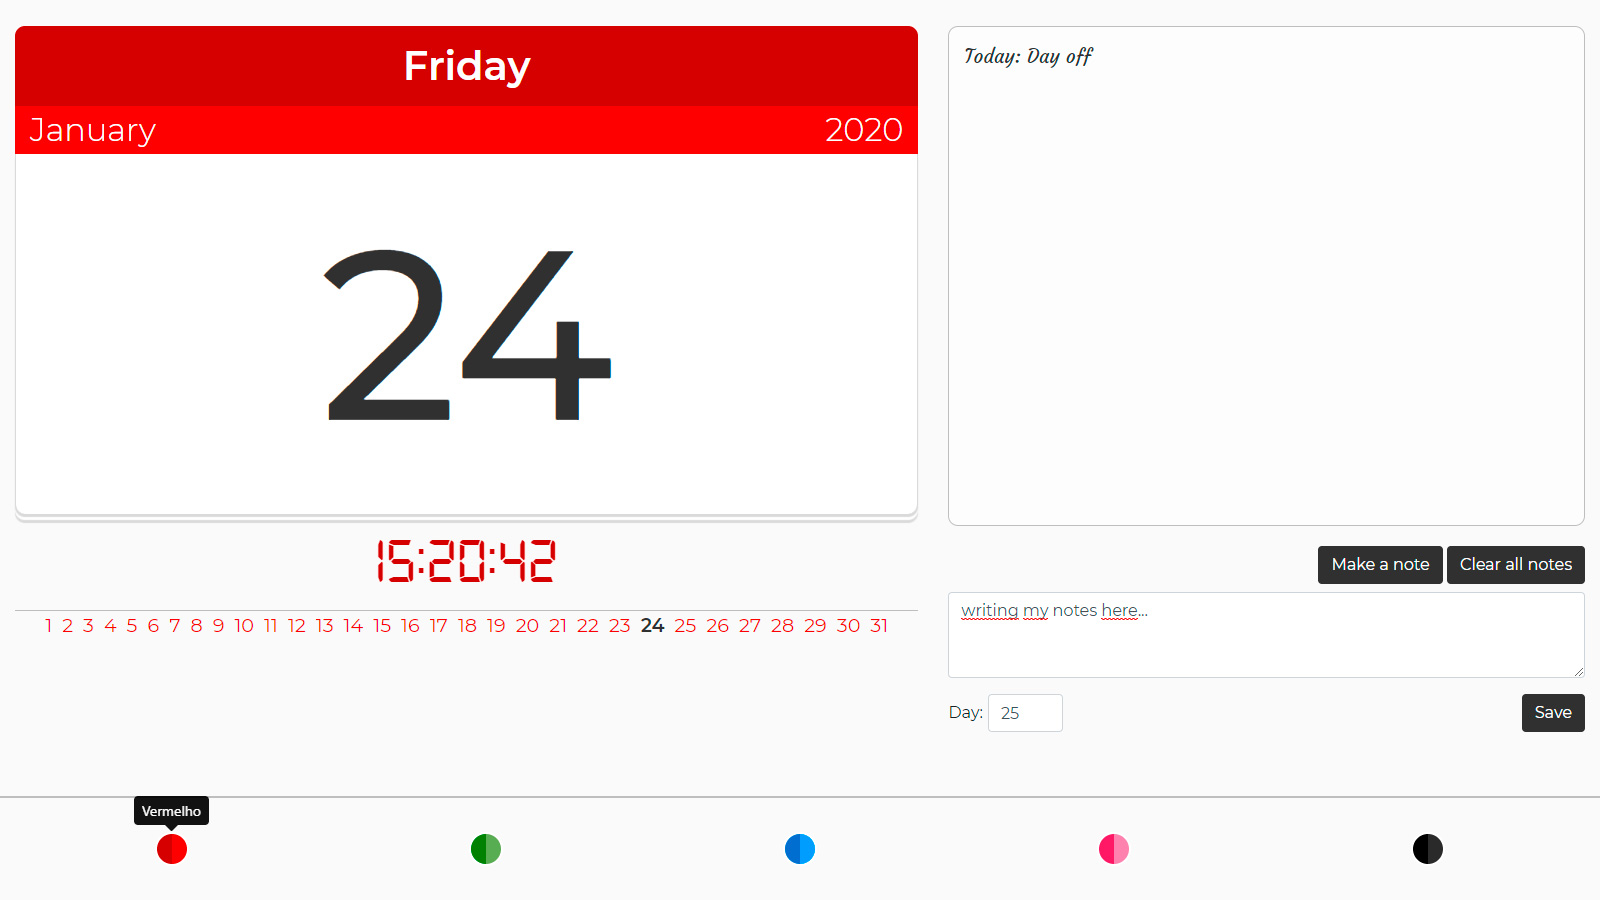 Friday
January 2020
24
15:20:42
1 2 3 4 5 6 7 8 9 10 11 12 13 14 15 16 17 18 19 20 21 22 23 24 25 26 27 28 29 30 31
Today: Day off
Make a note Clear all notes
writing my notes here...
Day: 25 Save
Vermelho